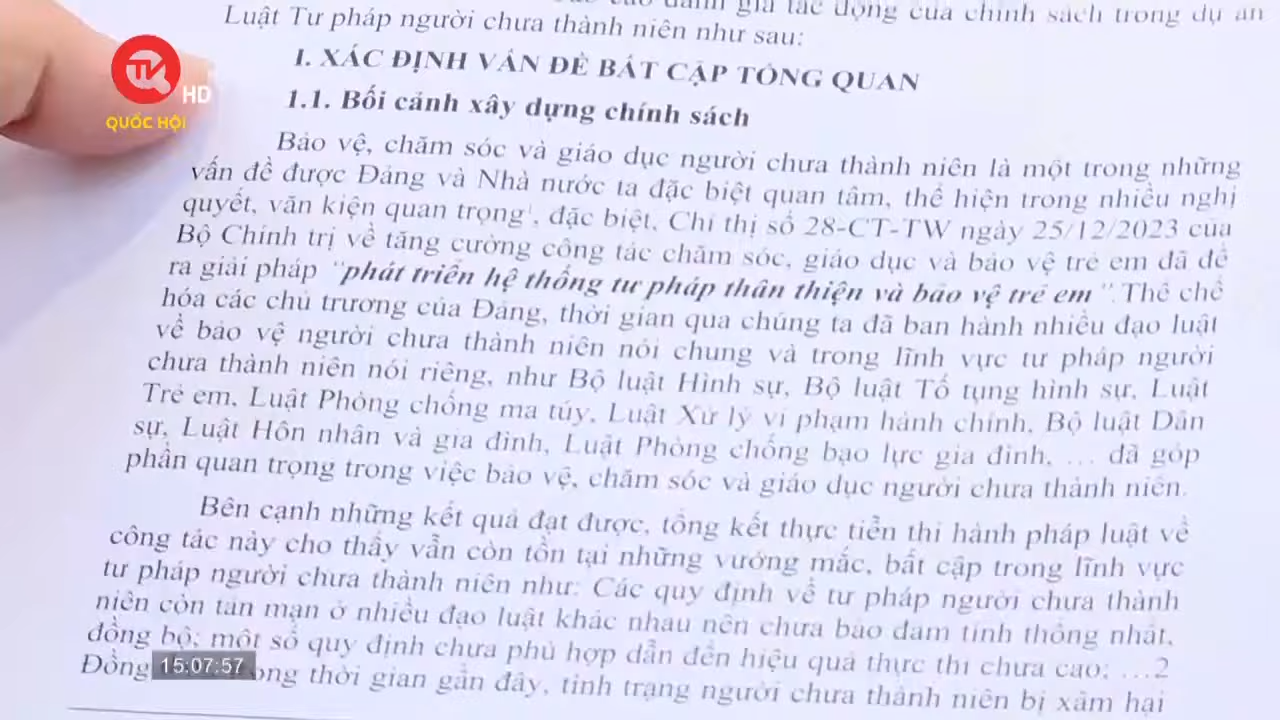 giá tác động của chính sách trong dự án
Luật Tư pháp người chưa thành niên như sau:
I. XÁC ĐỊNH VẤN ĐỀ BẤT CẬP TỔNG QUAN
1.1. Bối cảnh xây dựng chính sách
Bảo vệ, chăm sóc và giáo dục người chưa thành niên là một trong những
vấn đề được Đảng và Nhà nước ta đặc biệt quan tâm, thể hiện trong nhiều nghị
quyết, văn kiện quan trọng¹, đặc biệt, Chỉ thị số 28-CT-TW ngày 25/12/2023 của
Bộ Chính trị về tăng cường công tác chăm sóc, giáo dục và bảo vệ trẻ em đã đề
ra giải pháp "phát triển hệ thống tư pháp thân thiện và bảo vệ trẻ em". Thể chế
hóa các chủ trương của Đảng, thời gian qua chúng ta đã ban hành nhiều đạo luật
về bảo vệ người chưa thành niên nói chung và trong lĩnh vực tư pháp người
chưa thành niên nói riêng, như Bộ luật Hình sự, Bộ luật Tố tụng hình sự, Luật
Trẻ em, Luật Phòng chống ma túy, Luật Xử lý vi phạm hành chính, Bộ luật Dân
sự, Luật Hôn nhân và gia đình, Luật Phòng chống bạo lực gia đình, … đã góp
phần quan trọng trong việc bảo vệ, chăm sóc và giáo dục người chưa thành niên.
Bên cạnh những kết quả đạt được, tổng kết thực tiễn thi hành pháp luật về
công tác này cho thấy vẫn còn tồn tại những vướng mắc, bất cập trong lĩnh vực
tư pháp người chưa thành niên như: Các quy định về tư pháp người chưa thành
niên còn tản mạn ở nhiều đạo luật khác nhau nên chưa bảo đảm tính thống nhất,
đồng bộ; một số quy định chưa phù hợp dẫn đến hiệu quả thực thi chưa cao; …2
Đồng thời, trong thời gian gần đây, tình trạng người chưa thành niên bị xâm hại
TV
HD
QUỐC HỘI
15:07:57